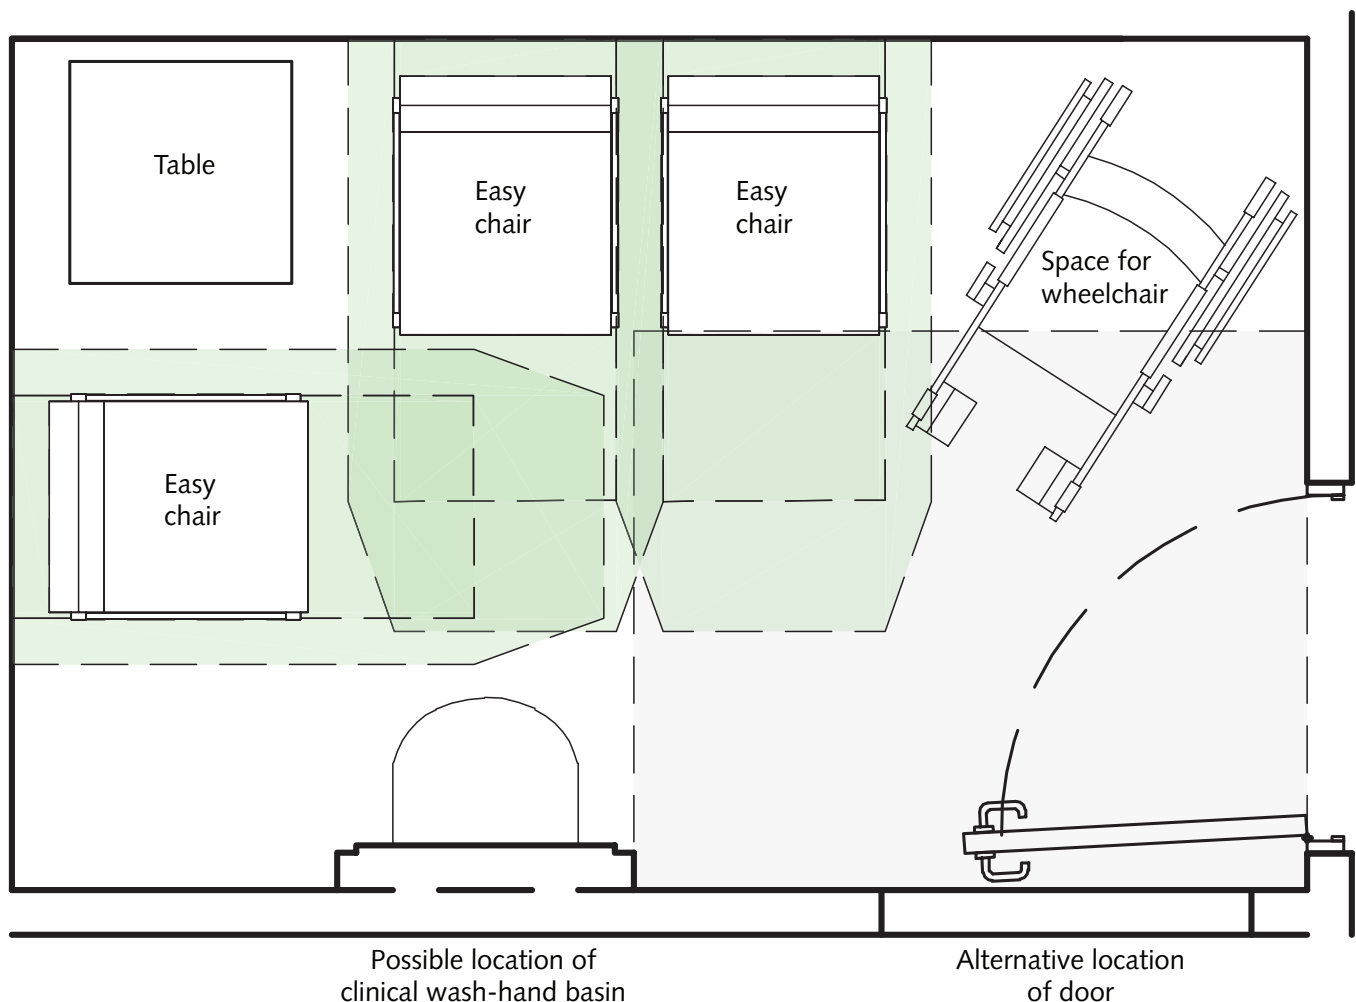 Table
Easy
chair
Easy
chair
Space for
wheelchair
Easy
chair
Possible location of
clinical wash-hand basin
Alternative location
of door